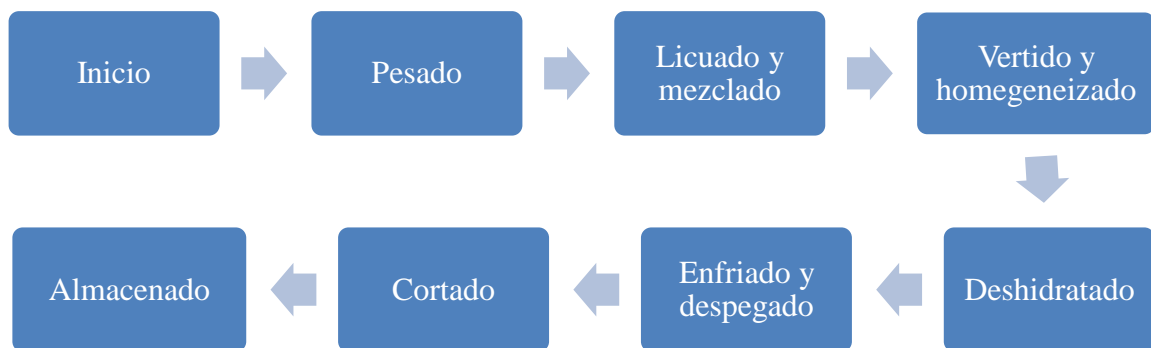 Inicio
Pesado
Licuado y
mezclado
Vertido y
homegeneizado
Deshidratado
Enfriado y
despegado
Cortado
Almacenado